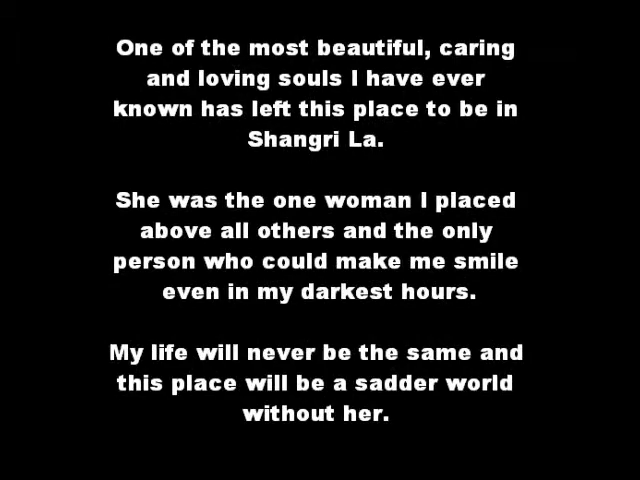 One of the most beautiful, caring
and loving souls I have ever
known has left this place to be in
Shangri La.
She was the one woman I placed
above all others and the only
person who could make me smile
even in my darkest hours.
My life will never be the same and
this place will be a sadder world
without her.